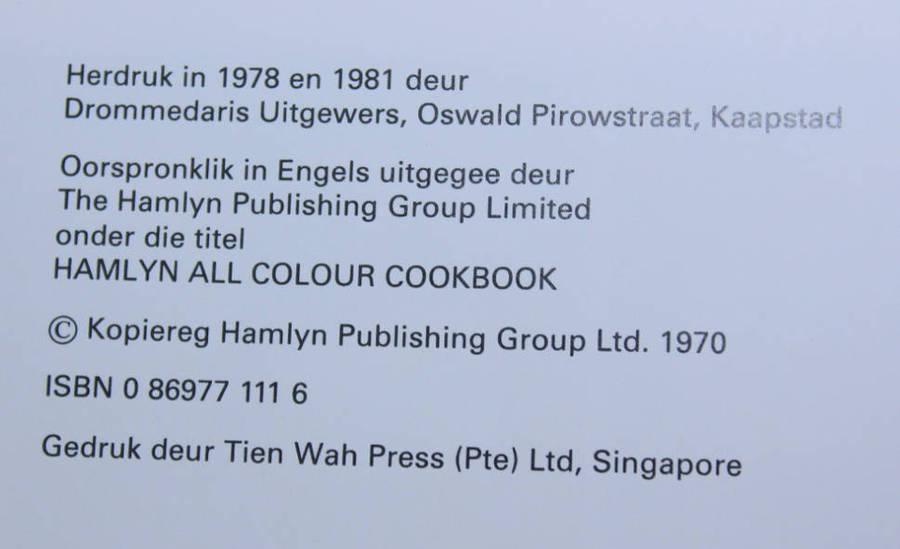 Herdruk in 1978 en 1981 deur
Drommedaris Uitgewers, Oswald Pirowstraat, Kaapstad
Oorspronklik in Engels uitgegee deur
The Hamlyn Publishing Group Limited
onder die titel
HAMLYN ALL COLOUR COOKBOOK
© Kopiereg Hamlyn Publishing Group Ltd. 1970
ISBN 0 86977 111 6
Gedruk deur Tien Wah Press (Pte) Ltd, Singapore